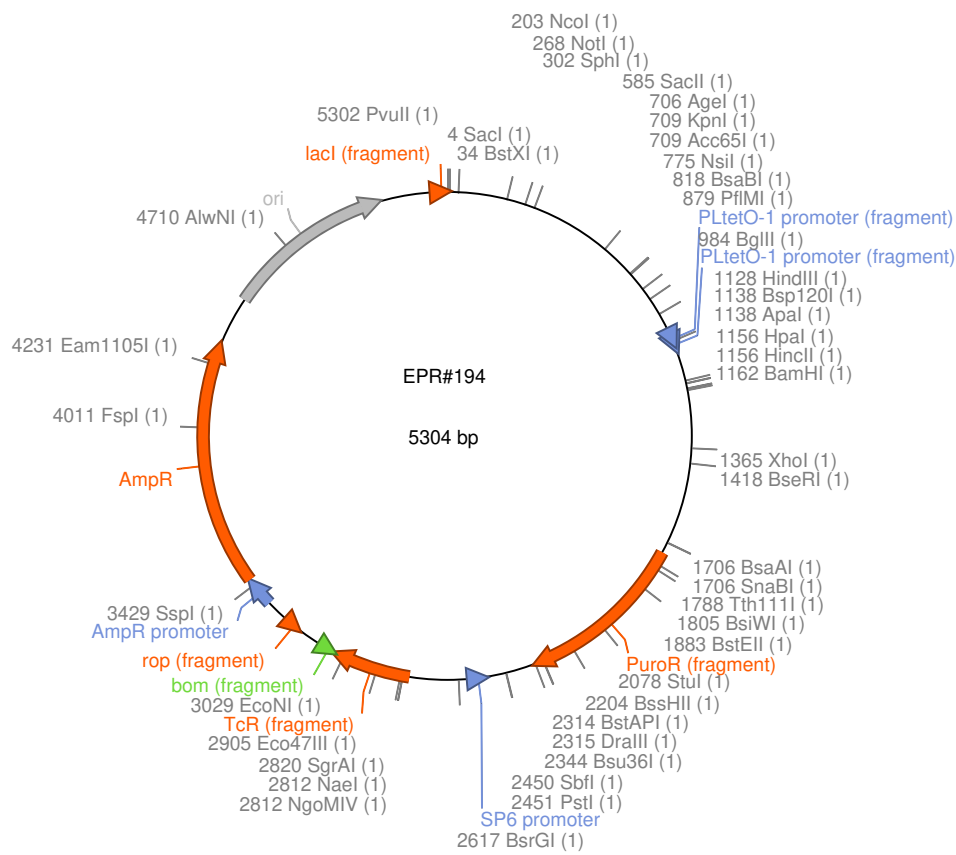 203 NcoI (1)
268 NotI (1)
302 SphI (1)
585 SacII (1)
706 AgeI (1)
709 KpnI (1)
709 Acc65I (1)
775 NsiI (1)
818 BsaBI (1)
879 PflMI (1)
PLtetO-1 promoter (fragment)
984 BglII (1)
PLtetO-1 promoter (fragment)
1128 HindIII (1)
1138 Bsp120I (1)
1138 ApaI (1)
1156 HpaI (1)
1156 HincII (1)
1162 BamHI (1)
1365 XhoI (1)
1418 BseRI (1)
1706 BsaAI (1)
1706 SnaBI (1)
1788 Tth111I (1)
1805 BsiWI (1)
1883 BstEII (1)
PuroR (fragment)
2078 StuI (1)
2204 BssHII (1)
2314 BstAPI (1)
2315 DraIII (1)
2344 Bsu36I (1)
2450 SbfI (1)
2451 PstI (1)
SP6 promoter
2617 BsrGI (1)
2812 NgoMIV (1)
2812 NaeI (1)
2820 SgrAI (1)
2905 Eco47III (1)
TcR (fragment)
3029 EcoNI (1)
bom (fragment)
rop (fragment)
AmpR promoter
3429 SspI (1)
AmpR
4011 FspI (1)
4231 Eam1105I (1)
4710 AlwNI (1)
ori
lacI (fragment)
5302 PvuII (1)
4 SacI (1)
34 BstXI (1)
EPR#194
5304 bp